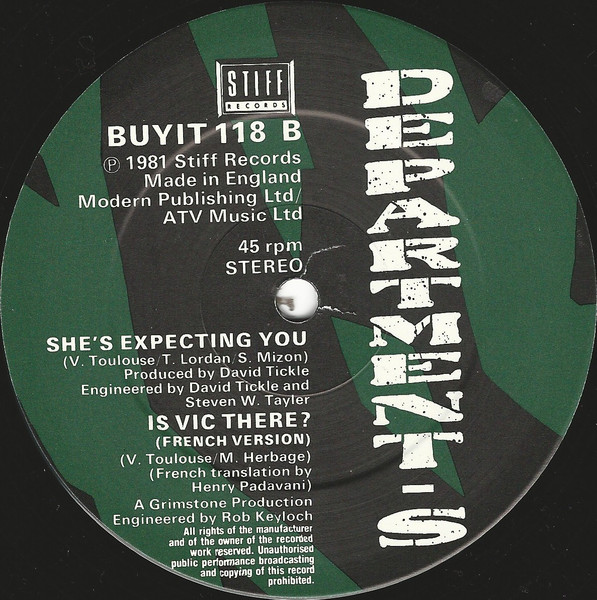 STIFF
RECORDS
BUYIT 118 B
℗ 1981 Stiff Records
Made in England
Modern Publishing Ltd/
ATV Music Ltd
45 rpm
STEREO
SHE'S EXPECTING YOU
(V. Toulouse/T. Lordan/S. Mizon)
Produced by David Tickle
Engineered by David Tickle and
Steven W. Tayler
IS VIC THERE?
(FRENCH VERSION)
(V. Toulouse/M. Herbage)
(French translation by
Henry Padavani)
A Grimstone Production
Engineered by Rob Keyloch
All rights of the manufacturer
and of the owner of the recorded
work reserved. Unauthorised
public performance broadcasting
and copying of this record
prohibited.
DEPARTMENT-S